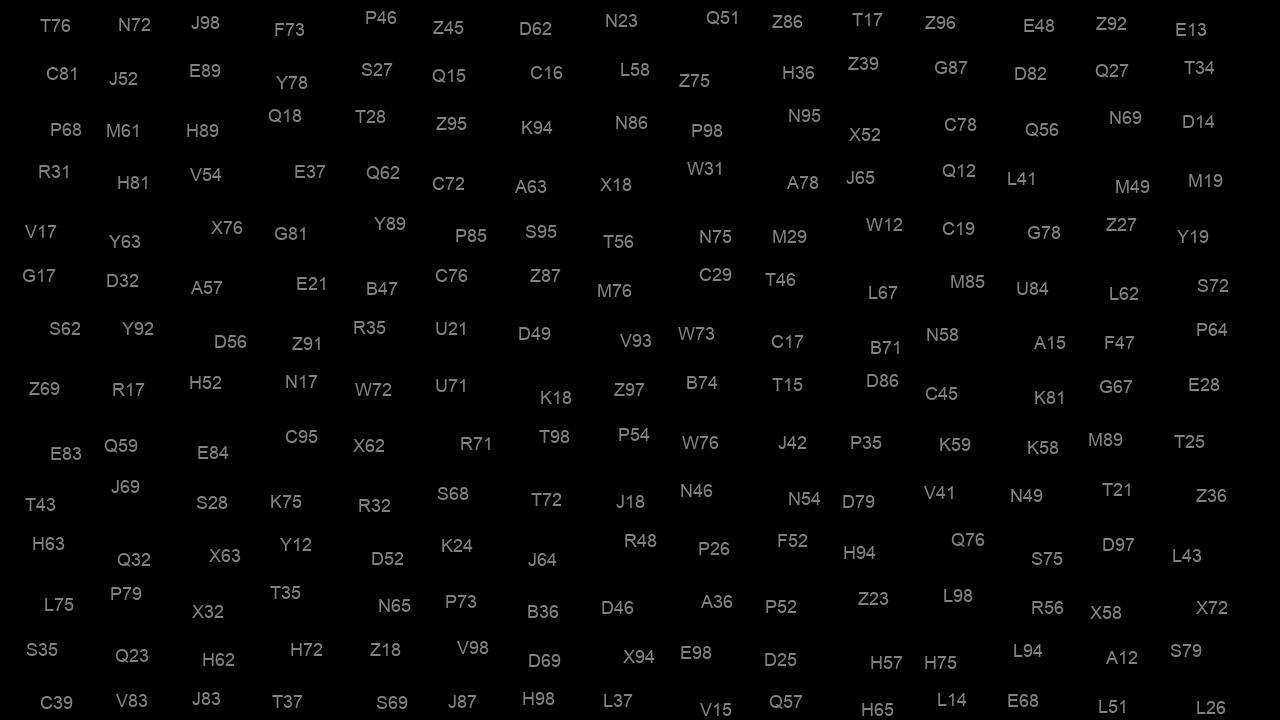 T76 N72 J98 F73 P46 Z45 D62 N23 Q51 Z86 T17 Z96 E48 Z92 E13
C81 J52 E89 Y78 S27 Q15 C16 L58 Z75 H36 Z39 G87 D82 Q27 T34
P68 M61 H89 Q18 T28 Z95 K94 N86 P98 N95 X52 C78 Q56 N69 D14
R31 H81 V54 E37 Q62 C72 A63 X18 W31 A78 J65 Q12 L41 M49 M19
V17 Y63 X76 G81 Y89 P85 S95 T56 N75 M29 W12 C19 G78 Z27 Y19
G17 D32 A57 E21 B47 C76 Z87 M76 C29 T46 L67 M85 U84 L62 S72
S62 Y92 D56 Z91 R35 U21 D49 V93 W73 C17 B71 N58 A15 F47 P64
Z69 R17 H52 N17 W72 U71 K18 Z97 B74 T15 D86 C45 K81 G67 E28
E83 Q59 E84 C95 X62 R71 T98 P54 W76 J42 P35 K59 K58 M89 T25
T43 J69 S28 K75 R32 S68 T72 J18 N46 N54 D79 V41 N49 T21 Z36
H63 Q32 X63 Y12 D52 K24 J64 R48 P26 F52 H94 Q76 S75 D97 L43
L75 P79 X32 T35 N65 P73 B36 D46 A36 P52 Z23 L98 R56 X58 X72
S35 Q23 H62 H72 Z18 V98 D69 X94 E98 D25 H57 H75 L94 A12 S79
C39 V83 J83 T37 S69 J87 H98 L37 V15 Q57 H65 L14 E68 L51 L26